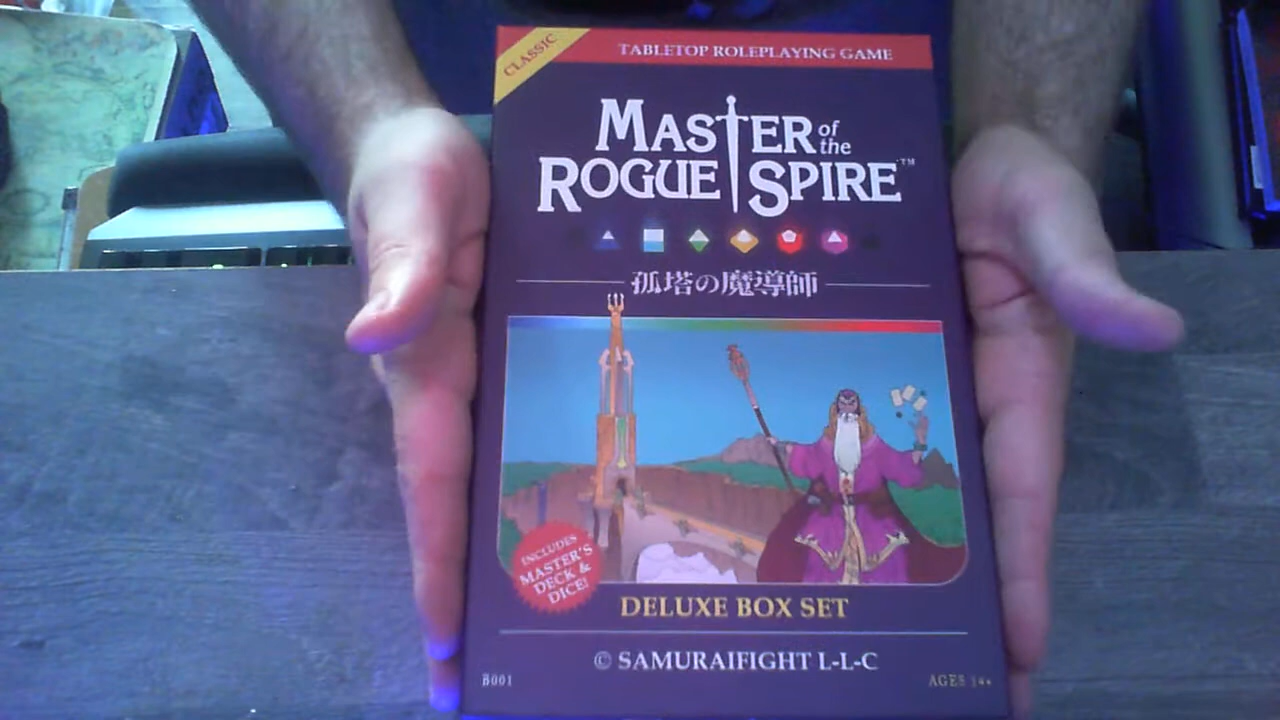 CLASSIC
TABLETOP ROLEPLAYING GAME
MASTER of the
ROGUE SPIRE™
孤塔の魔導師
INCLUDES
MASTER'S
DECK &
DICE!
DELUXE BOX SET
© SAMURAIFIGHT L-L-C
B001
AGES 14+